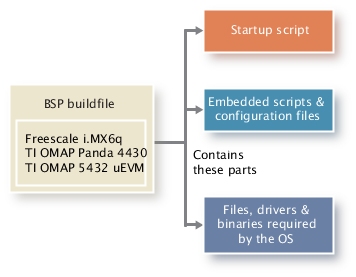 Startup script
BSP buildfile
Freescale i.MX6q
TI OMAP Panda 4430
TI OMAP 5432 uEVM
Embedded scripts &
configuration files
Contains
these parts
Files, drivers &
binaries required
by the OS